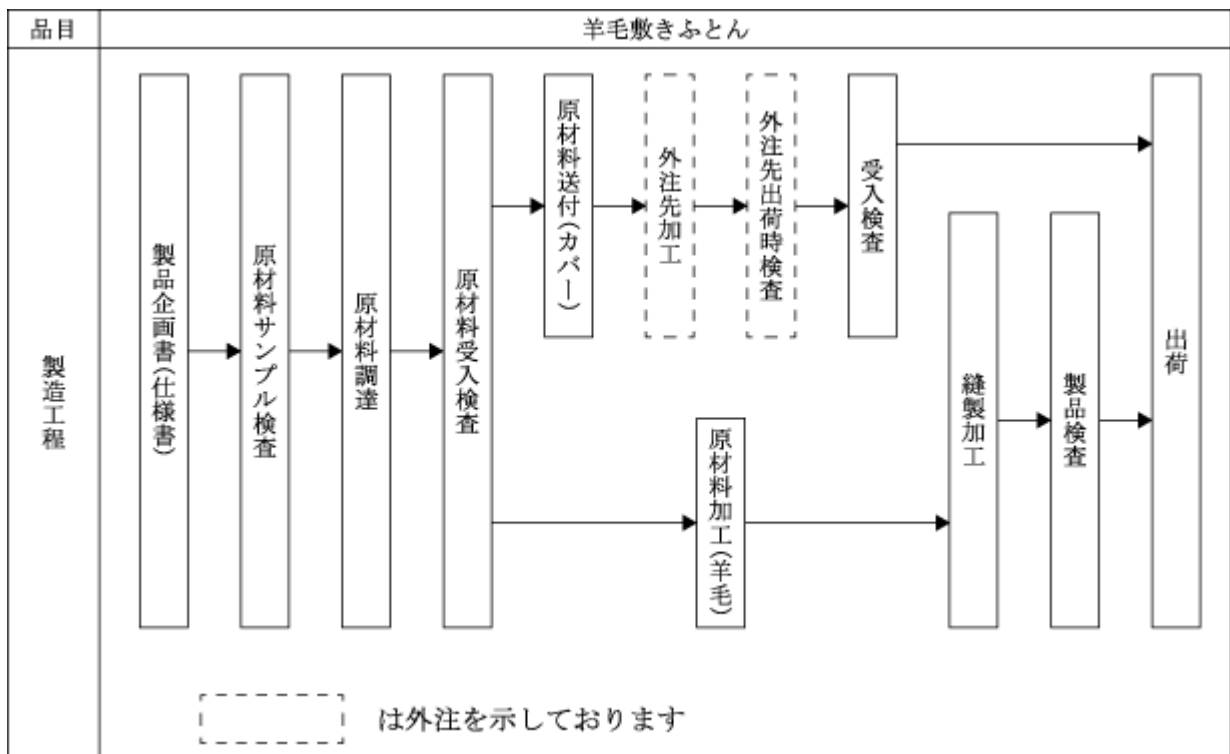 品目
羊毛敷きふとん
製造工程
製品企画書(仕様書)
原材料サンプル検査
原材料調達
原材料受入検査
原材料送付(カバー)
外注先加工
外注先出荷時検査
受入検査
原材料加工(羊毛)
縫製加工
製品検査
出荷
は外注を示しております